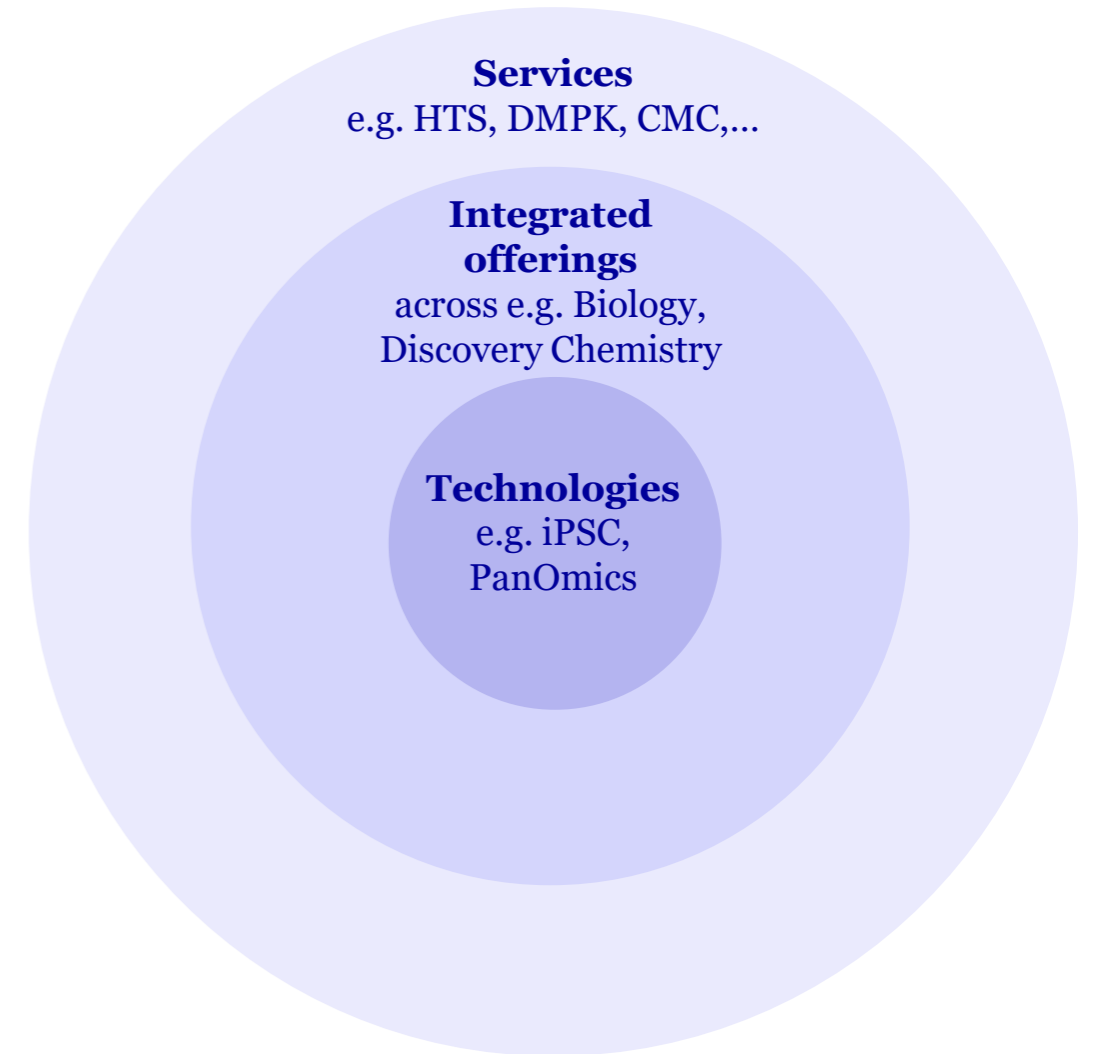 Services
e.g. HTS, DMPK, CMC,...
Integrated
offerings
across e.g. Biology,
Discovery Chemistry
Technologies
e.g. iPSC,
PanOmics